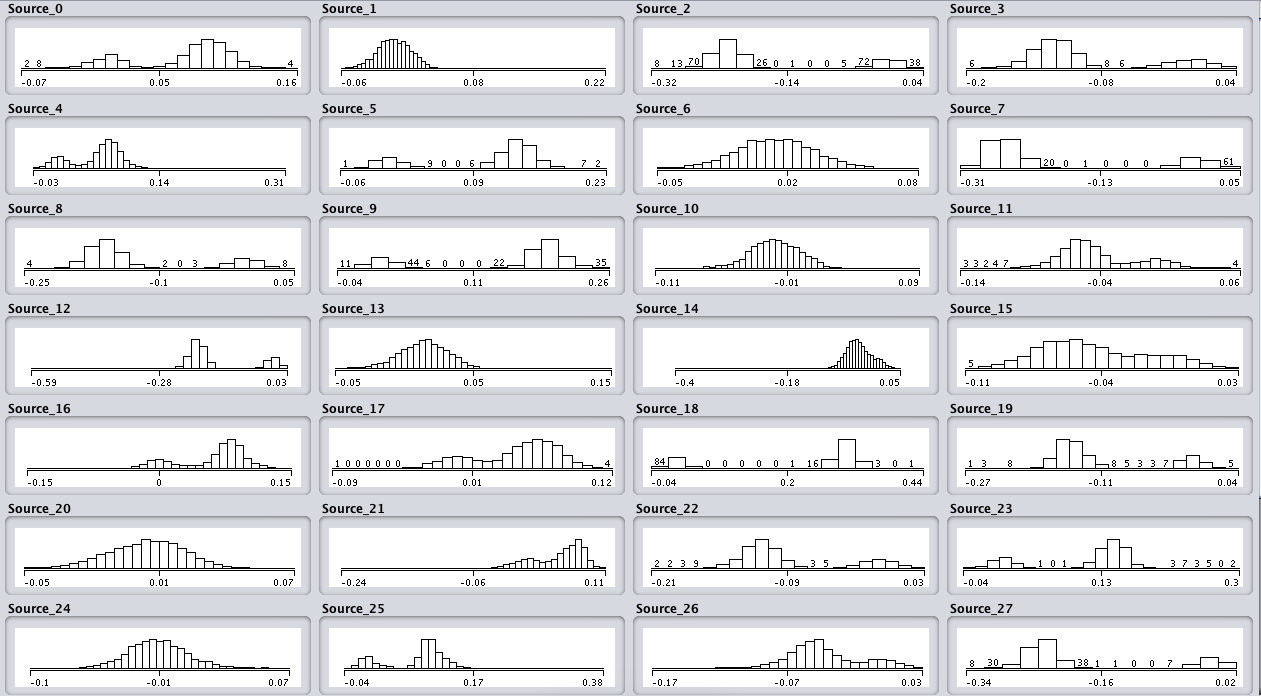 Source_0 Source_1 Source_2 Source_3
2 8 4 8 13 70 26 0 1 0 0 5 72 38 6 8 6
-0.07 0.05 0.16 -0.06 0.08 0.22 -0.32 -0.14 0.04 -0.2 -0.08 0.04
Source_4 Source_5 Source_6 Source_7
1 9 0 0 6 7 2 20 0 1 0 0 0 61
-0.03 0.14 0.31 -0.06 0.09 0.23 -0.05 0.02 0.08 -0.31 -0.13 0.05
Source_8 Source_9 Source_10 Source_11
4 2 0 3 8 11 44 6 0 0 0 22 35 3 3 2 4 7 4
-0.25 -0.1 0.05 -0.04 0.11 0.26 -0.11 -0.01 0.09 -0.14 -0.04 0.06
Source_12 Source_13 Source_14 Source_15
5
-0.59 -0.28 0.03 -0.05 0.05 0.15 -0.4 -0.18 0.05 -0.11 -0.04 0.03
Source_16 Source_17 Source_18 Source_19
1 0 0 0 0 0 0 4 84 0 0 0 0 0 1 16 3 0 1 1 3 8 8 5 3 3 7 5
-0.15 0 0.15 -0.09 0.01 0.12 -0.04 0.2 0.44 -0.27 -0.11 0.04
Source_20 Source_21 Source_22 Source_23
2 2 3 9 3 5 1 0 1 3 7 3 5 0 2
-0.05 0.01 0.07 -0.24 -0.06 0.11 -0.21 -0.09 0.03 -0.04 0.13 0.3
Source_24 Source_25 Source_26 Source_27
8 30 38 1 1 0 0 7
-0.1 -0.01 0.07 -0.04 0.17 0.38 -0.17 -0.07 0.03 -0.34 -0.16 0.02